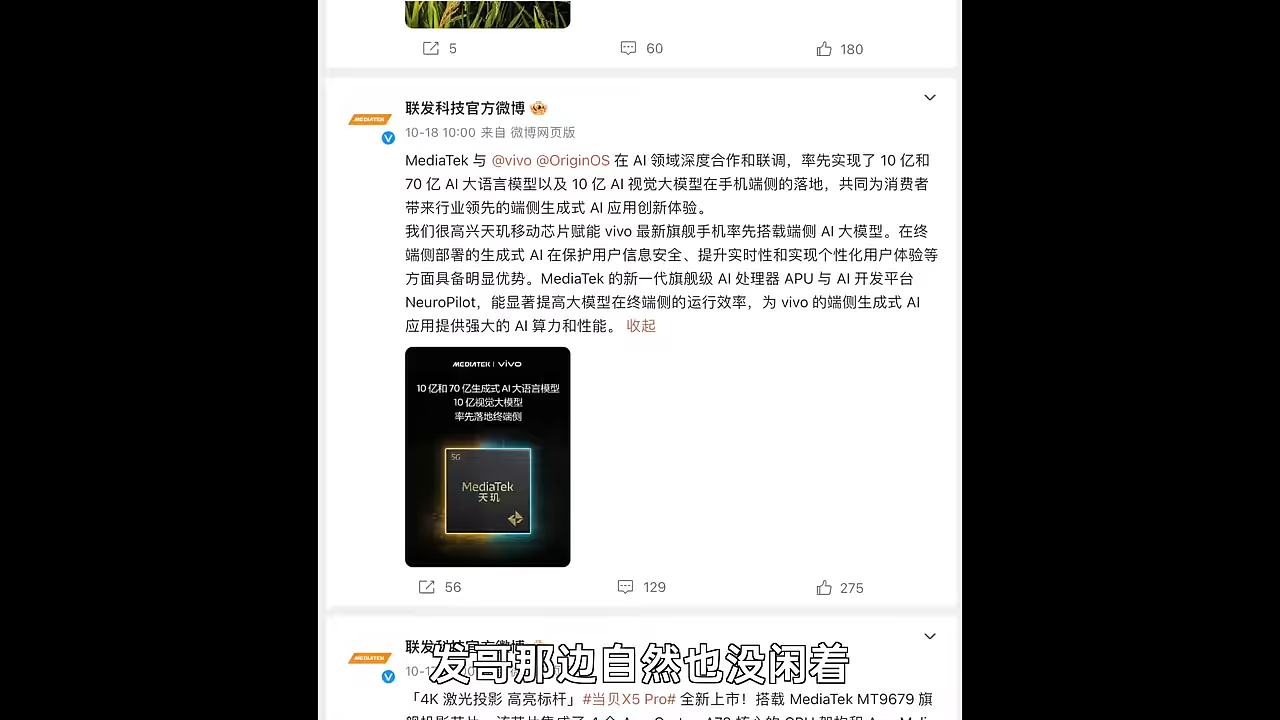 5
60
180
联发科技官方微博
MEDIATEK
10-18 10:00 来自 微博网页版
MediaTek 与 @vivo @OriginOS 在 AI 领域深度合作和联调，率先实现了 10 亿和
70 亿 AI 大语言模型以及 10 亿 AI 视觉大模型在手机端侧的落地，共同为消费者
带来行业领先的端侧生成式 AI 应用创新体验。
我们很高兴天玑移动芯片赋能 vivo 最新旗舰手机率先搭载端侧 AI 大模型。在终
端侧部署的生成式 AI 在保护用户信息安全、提升实时性和实现个性化用户体验等
方面具备明显优势。MediaTek 的新一代旗舰级 AI 处理器 APU 与 AI 开发平台
NeuroPilot，能显著提高大模型在终端侧的运行效率，为 vivo 的端侧生成式 AI
应用提供强大的 AI 算力和性能。 收起
MEDIATEK | vivo
10 亿和 70 亿生成式 AI 大语言模型
10 亿视觉大模型
率先落地终端侧
5G
MediaTek
天玑
56
129
275
联发科技官方微博
MEDIATEK
发哥那边自然也没闲着
「4K 激光投影 高亮标杆」#当贝X5 Pro# 全新上市！搭载 MediaTek MT9679 旗